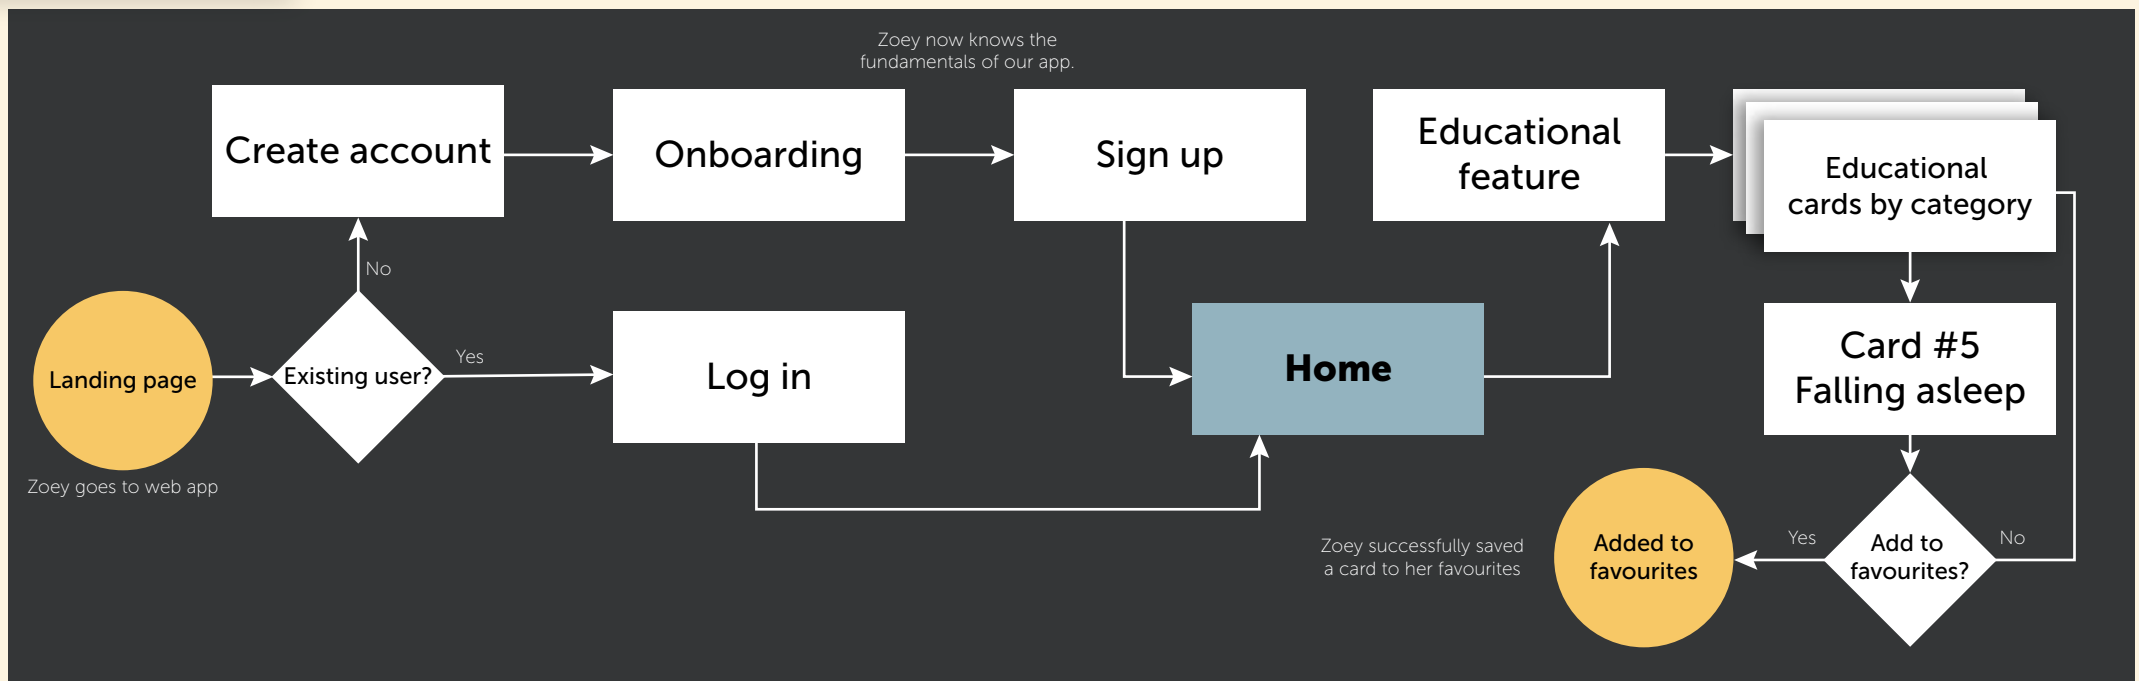 Zoey now knows the
fundamentals of our app.
Create account
Onboarding
Sign up
Educational
feature
Educational
cards by category
No
Landing page
Existing user?
Yes
Log in
Home
Card #5
Falling asleep
Zoey goes to web app
Zoey successfully saved
a card to her favourites
Added to
favourites
Yes
Add to
favourites?
No